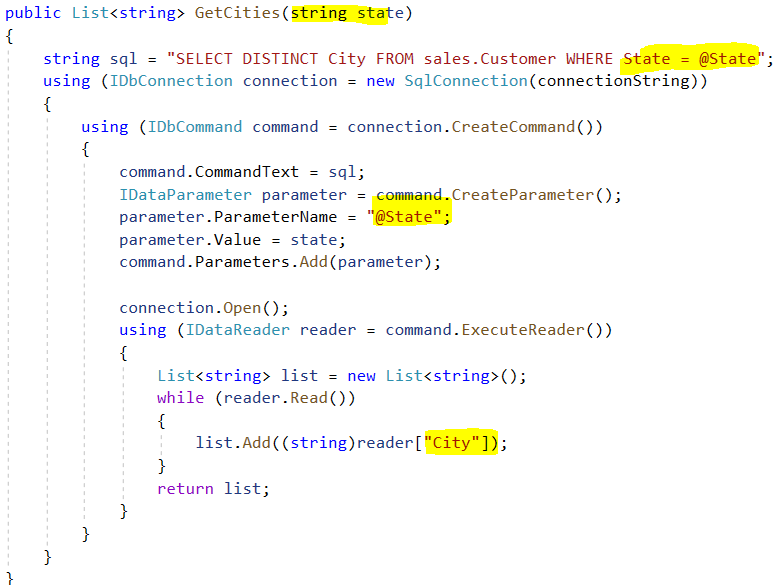 public List<string> GetCities(string state)
{
    string sql = "SELECT DISTINCT City FROM sales.Customer WHERE State = @State";
    using (IDbConnection connection = new SqlConnection(connectionString))
    {
        using (IDbCommand command = connection.CreateCommand())
        {
            command.CommandText = sql;
            IDataParameter parameter = command.CreateParameter();
            parameter.ParameterName = "@State";
            parameter.Value = state;
            command.Parameters.Add(parameter);

            connection.Open();
            using (IDataReader reader = command.ExecuteReader())
            {
                List<string> list = new List<string>();
                while (reader.Read())
                {
                    list.Add((string)reader["City"]);
                }
                return list;
            }
        }
    }
}